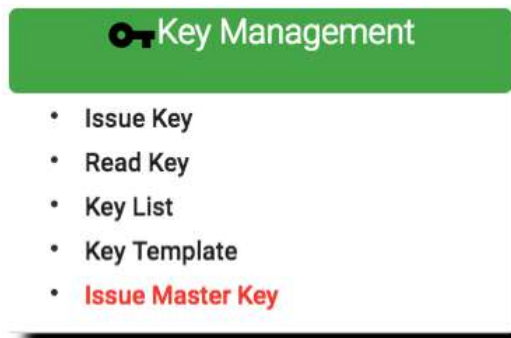 Key Management
Issue Key
Read Key
Key List
Key Template
Issue Master Key